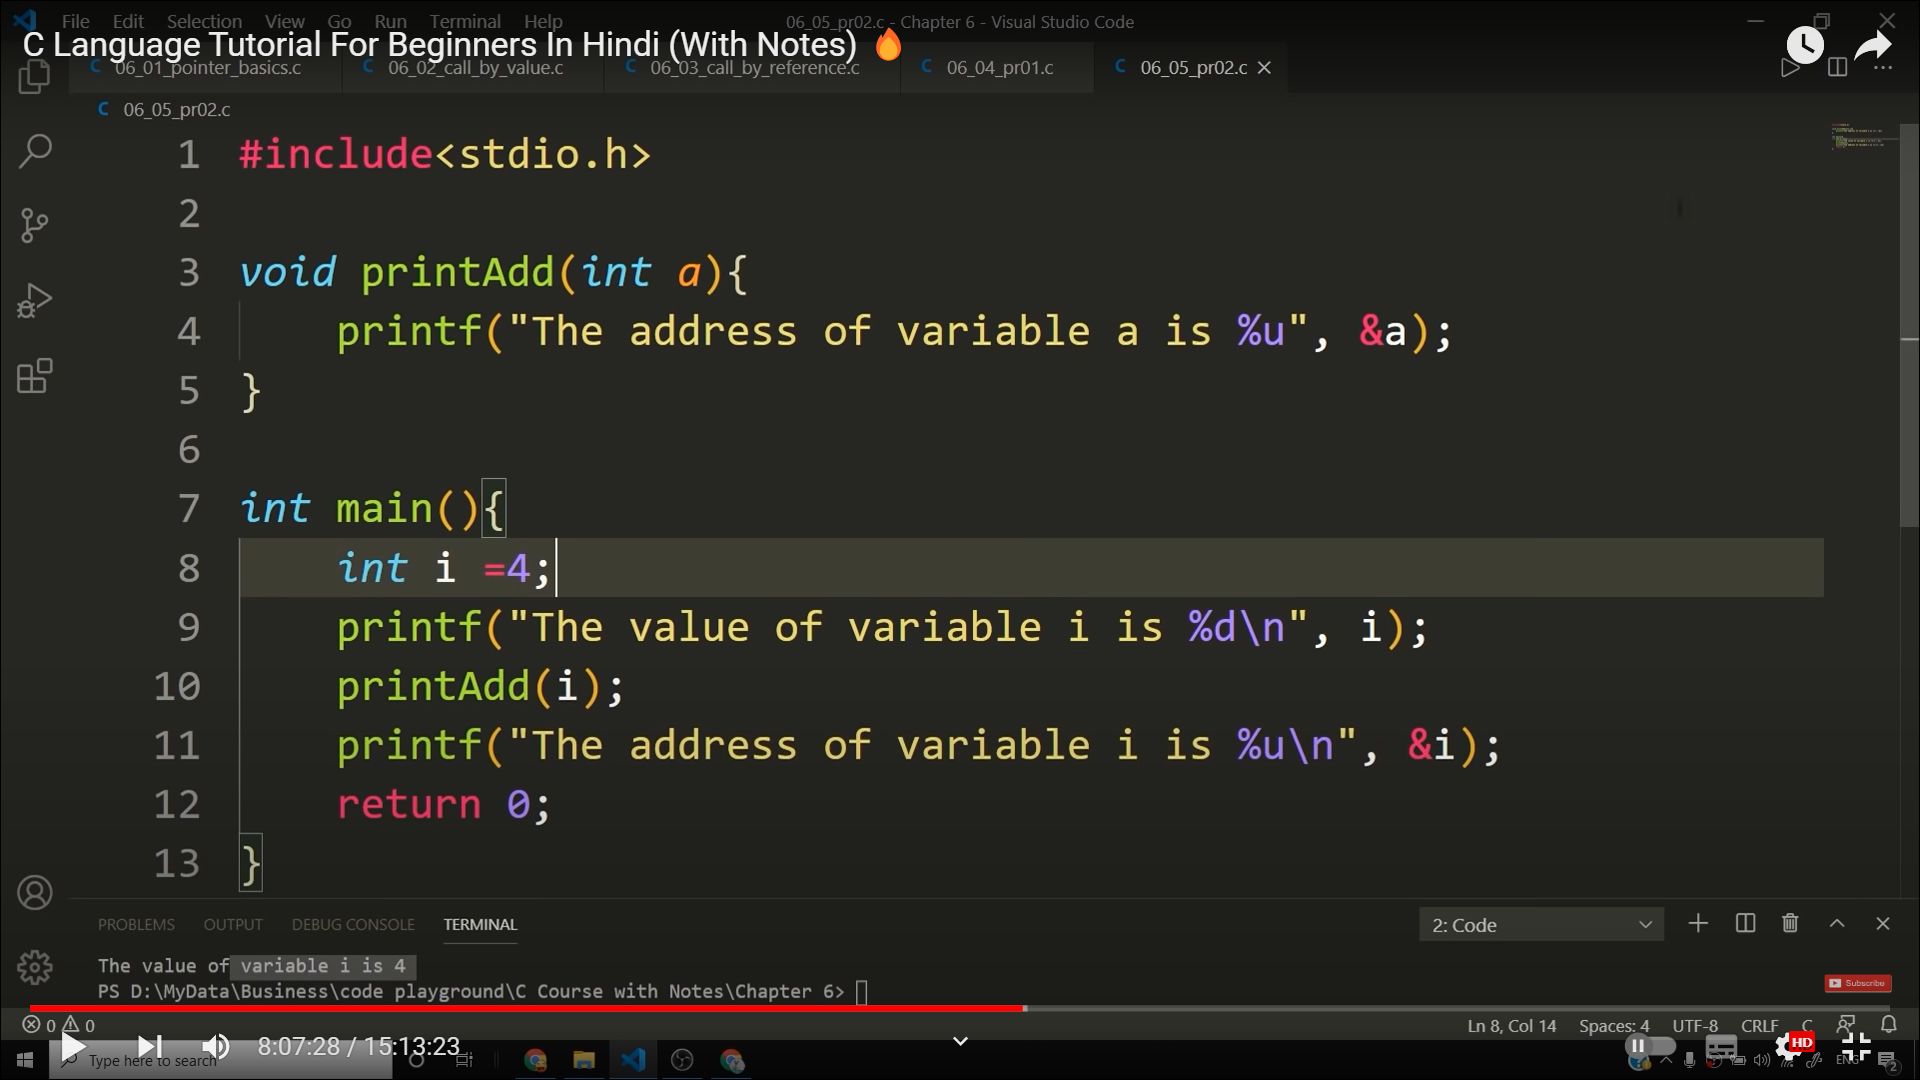 File Edit Selection View Go Run Terminal Help
06_05_pr02.c - Chapter 6 - Visual Studio Code
C Language Tutorial For Beginners In Hindi (With Notes) 🔥
C 06_01_pointer_basics.c C 06_02_call_by_value.c C 06_03_call_by_reference.c C 06_04_pr01.c C 06_05_pr02.c
C 06_05_pr02.c
1 #include<stdio.h>
2
3 void printAdd(int a){
4     printf("The address of variable a is %u", &a);
5 }
6
7 int main(){
8     int i =4;
9     printf("The value of variable i is %d\n", i);
10     printAdd(i);
11     printf("The address of variable i is %u\n", &i);
12     return 0;
13 }
PROBLEMS OUTPUT DEBUG CONSOLE TERMINAL 2: Code
The value of variable i is 4
PS D:\MyData\Business\code playground\C Course with Notes\Chapter 6>
Subscribe
0 0 Ln 8, Col 14 Spaces: 4 UTF-8 CRLF C
8:07:28 / 15:13:23 HD
Type here to search ENG 2